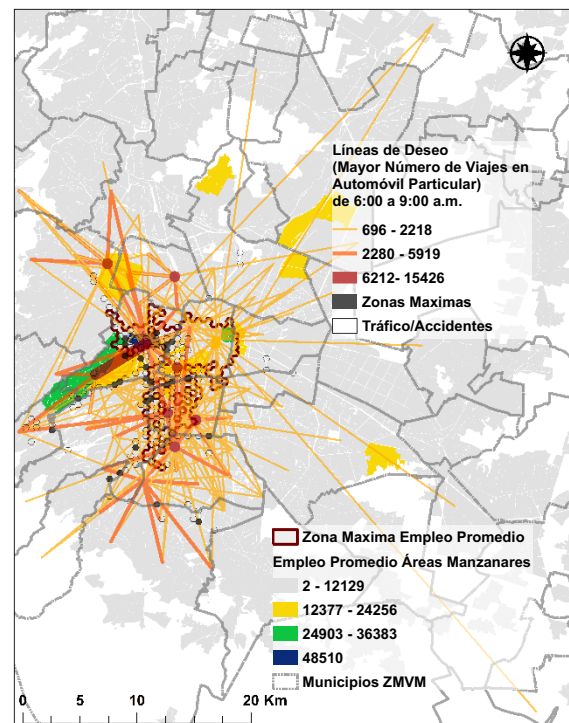 Líneas de Deseo
(Mayor Número de Viajes en
Automóvil Particular)
de 6:00 a 9:00 a.m.
696 - 2218
2280 - 5919
6212- 15426
Zonas Maximas
Tráfico/Accidentes
Zona Maxima Empleo Promedio
Empleo Promedio Áreas Manzanares
2 - 12129
12377 - 24256
24903 - 36383
48510
Municipios ZMVM
0 5 10 20 Km